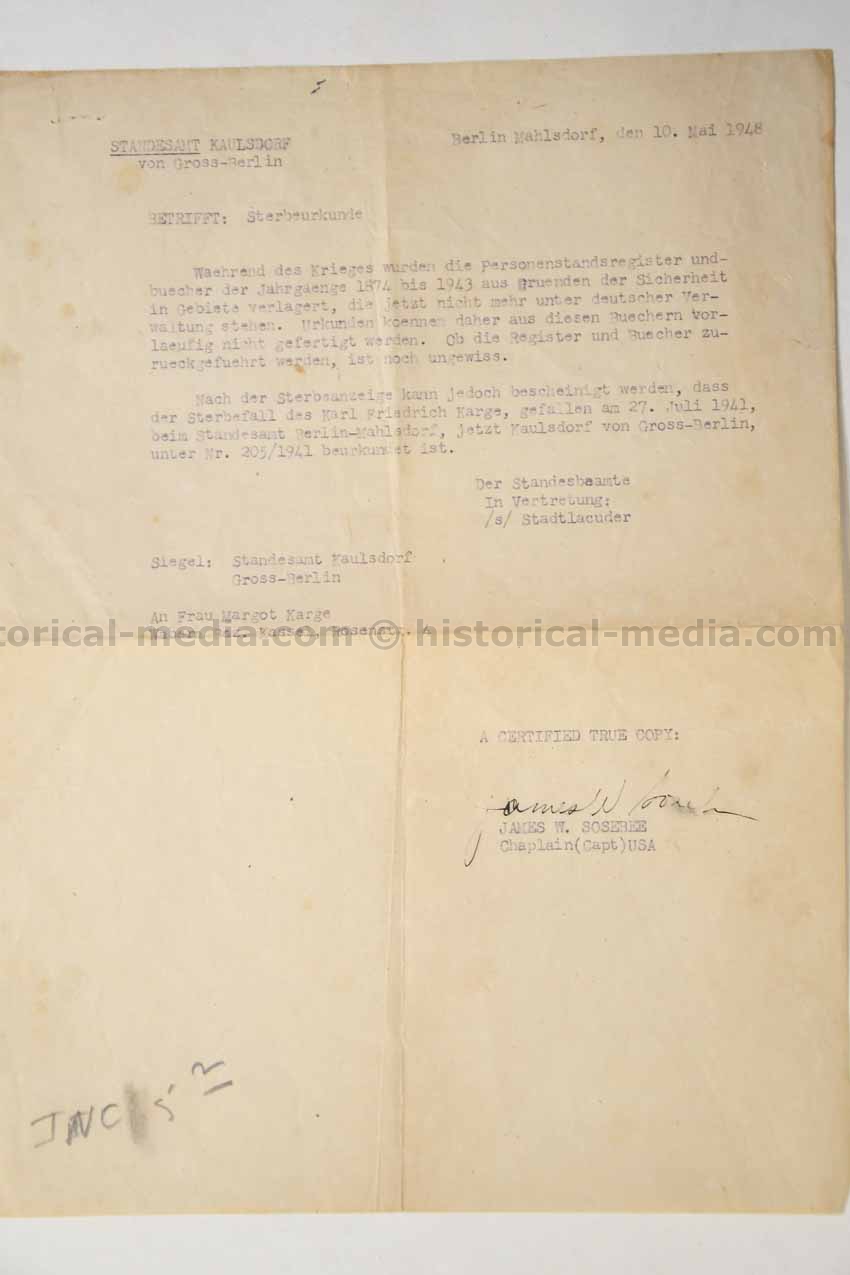 STANDESAMT KAULSDORF
von Gross-Berlin
Berlin Mahlsdorf, den 10. Mai 1948
BETRIFFT: Sterbeurkunde
Waehrend des Krieges wurden die Personenstandsregister und-
buecher der Jahrgaenge 1874 bis 1943 aus Gruenden der Sicherheit
in Gebiete verlagert, die jetzt nicht mehr unter deutscher Ver-
waltung stehen. Urkunden koennen daher aus diesen Buechern vor-
laeufig nicht gefertigt werden. Ob die Register und Buecher zu-
rueckgefuehrt werden, ist noch ungewiss.
Nach der Sterbeanzeige kann jedoch bescheinigt werden, dass
der Sterbefall des Karl Friedrich Karge, gefallen am 27. Juli 1941,
beim Standesamt Berlin-Mahlsdorf, jetzt Kaulsdorf von Gross-Berlin,
unter Nr. 205/1941 beurkundet ist.
Der Standesbeamte
In Vertretung:
/s/ Stadtlacuder
Siegel: Standesamt Kaulsdorf
Gross-Berlin
An Frau Margot Karge
Bez. Kassel, Rosenstr. 4
torical-media.com © historical-media.com
A CERTIFIED TRUE COPY:
JAMES W. SOSEBEE
Chaplain(Capt)USA